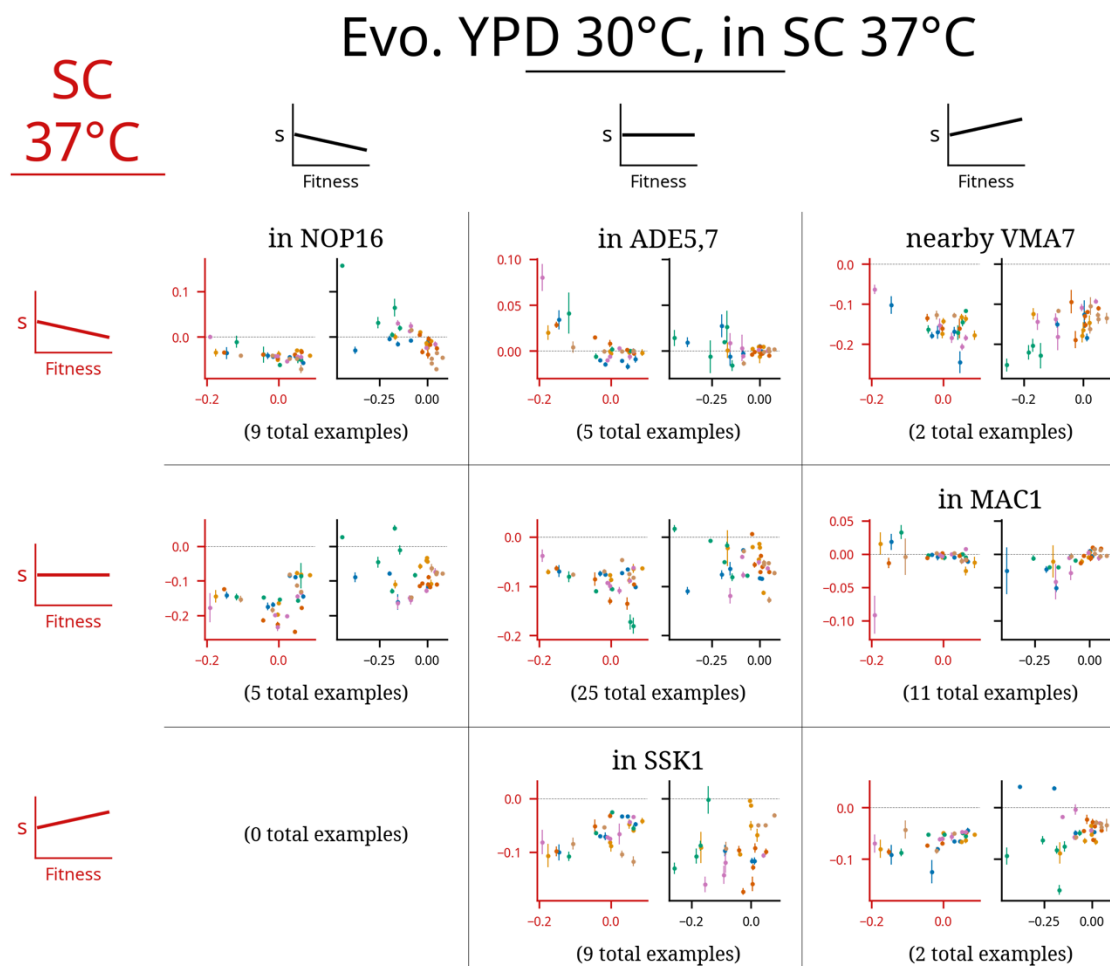 Evo. YPD 30°C, in SC 37°C
SC
37°C
s
Fitness
s
Fitness
s
Fitness
in NOP16
in ADE5,7
nearby VMA7
s
Fitness
0.1
0.0
−0.2
0.0
−0.25
0.00
(9 total examples)
0.10
0.05
0.00
−0.2
0.0
−0.25
0.00
(5 total examples)
0.0
−0.1
−0.2
−0.2
0.0
−0.25
0.0
(2 total examples)
in MAC1
s
Fitness
0.0
−0.1
−0.2
−0.2
0.0
−0.25
0.00
(5 total examples)
0.0
−0.1
−0.2
−0.2
0.0
−0.25
0.00
(25 total examples)
0.05
0.00
−0.05
−0.10
−0.2
0.0
−0.25
0.00
(11 total examples)
in SSK1
s
Fitness
(0 total examples)
0.0
−0.1
−0.2
0.0
−0.2
0.0
(9 total examples)
0.0
−0.1
−0.2
0.0
−0.25
0.00
(2 total examples)